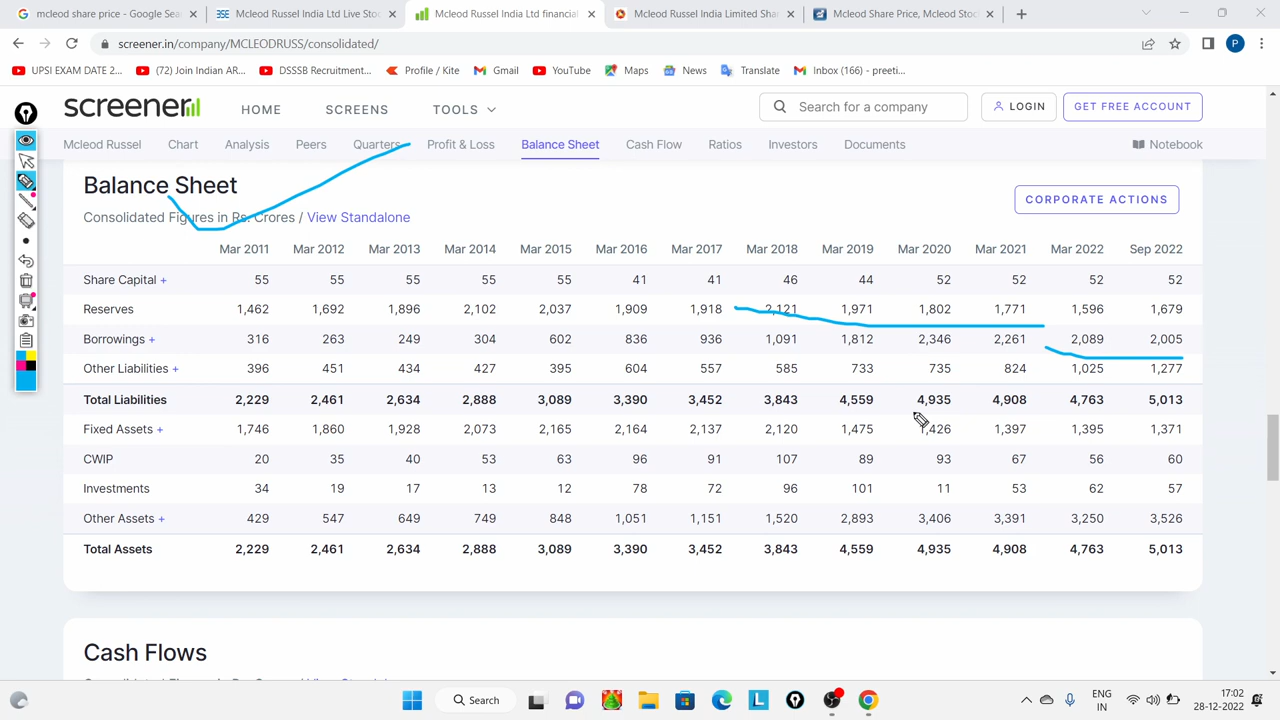 mcleod share price - Google Sea
Mcleod Russel India Ltd Live Stoc
Mcleod Russel India Ltd financial
Mcleod Russel India Limited Sha
Mcleod Share Price, Mcleod Stoc
screener.in/company/MCLEODRUSS/consolidated/
P
UPSI EXAM DATE 2...
(72) Join Indian AR...
DSSSB Recruitment...
Profile / Kite
Gmail
YouTube
Maps
News
Translate
Inbox (166) - preeti...
screener
HOME
SCREENS
TOOLS
Search for a company
LOGIN
GET FREE ACCOUNT
Mcleod Russel Chart Analysis Peers Quarters Profit & Loss Balance Sheet Cash Flow Ratios Investors Documents Notebook
Balance Sheet
CORPORATE ACTIONS
Consolidated Figures in Rs. Crores / View Standalone
Mar 2011 Mar 2012 Mar 2013 Mar 2014 Mar 2015 Mar 2016 Mar 2017 Mar 2018 Mar 2019 Mar 2020 Mar 2021 Mar 2022 Sep 2022
Share Capital + 55 55 55 55 55 41 41 46 44 52 52 52 52
Reserves 1,462 1,692 1,896 2,102 2,037 1,909 1,918 2,121 1,971 1,802 1,771 1,596 1,679
Borrowings + 316 263 249 304 602 836 936 1,091 1,812 2,346 2,261 2,089 2,005
Other Liabilities + 396 451 434 427 395 604 557 585 733 735 824 1,025 1,277
Total Liabilities 2,229 2,461 2,634 2,888 3,089 3,390 3,452 3,843 4,559 4,935 4,908 4,763 5,013
Fixed Assets + 1,746 1,860 1,928 2,073 2,165 2,164 2,137 2,120 1,475 1,426 1,397 1,395 1,371
CWIP 20 35 40 53 63 96 91 107 89 93 67 56 60
Investments 34 19 17 13 12 78 72 96 101 11 53 62 57
Other Assets + 429 547 649 749 848 1,051 1,151 1,520 2,893 3,406 3,391 3,250 3,526
Total Assets 2,229 2,461 2,634 2,888 3,089 3,390 3,452 3,843 4,559 4,935 4,908 4,763 5,013
Cash Flows
Search
ENG
IN
17:02
28-12-2022